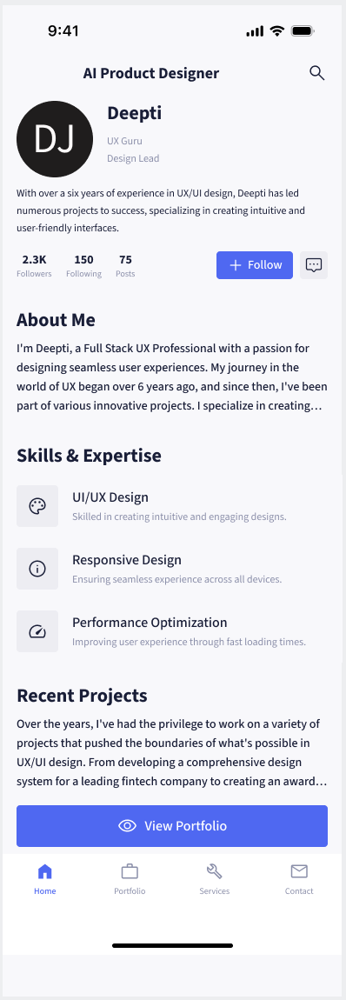 9:41
AI Product Designer
DJ
Deepti
UX Guru
Design Lead
With over a six years of experience in UX/UI design, Deepti has led
numerous projects to success, specializing in creating intuitive and
user-friendly interfaces.
2.3K 150 75
Followers Following Posts
Follow
About Me
I'm Deepti, a Full Stack UX Professional with a passion for
designing seamless user experiences. My journey in the
world of UX began over 6 years ago, and since then, I've been
part of various innovative projects. I specialize in creating…
Skills & Expertise
UI/UX Design
Skilled in creating intuitive and engaging designs.
Responsive Design
Ensuring seamless experience across all devices.
Performance Optimization
Improving user experience through fast loading times.
Recent Projects
Over the years, I've had the privilege to work on a variety of
projects that pushed the boundaries of what's possible in
UX/UI design. From developing a comprehensive design
system for a leading fintech company to creating an award…
View Portfolio
Home Portfolio Services Contact